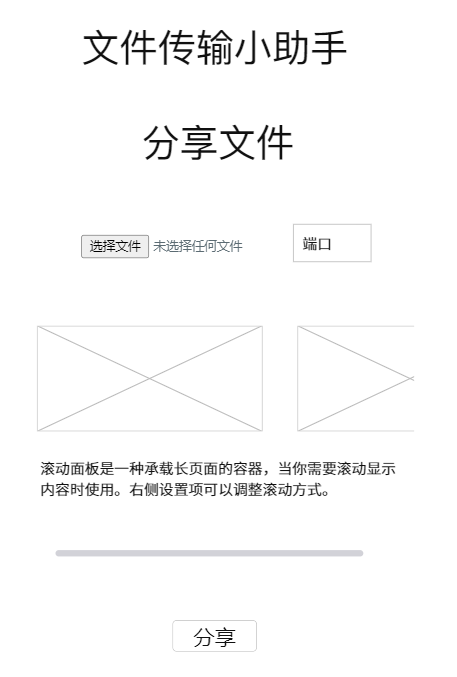 文件传输小助手
分享文件
选择文件 未选择任何文件 端口
滚动面板是一种承载长页面的容器，当你需要滚动显示
内容时使用。右侧设置项可以调整滚动方式。
分享